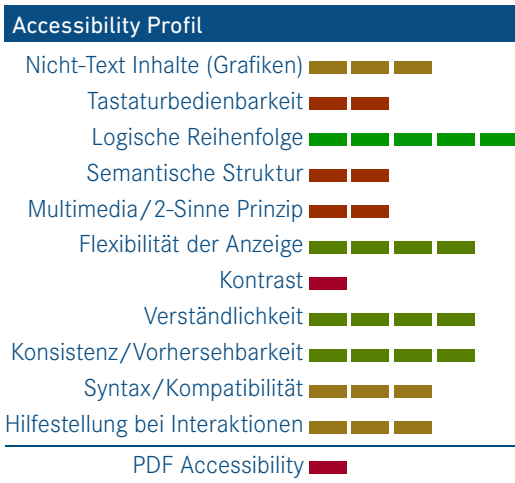 Accessibility Profil
Nicht-Text Inhalte (Grafiken)
Tastaturbedienbarkeit
Logische Reihenfolge
Semantische Struktur
Multimedia/2-Sinne Prinzip
Flexibilität der Anzeige
Kontrast
Verständlichkeit
Konsistenz/Vorhersehbarkeit
Syntax/Kompatibilität
Hilfestellung bei Interaktionen
PDF Accessibility